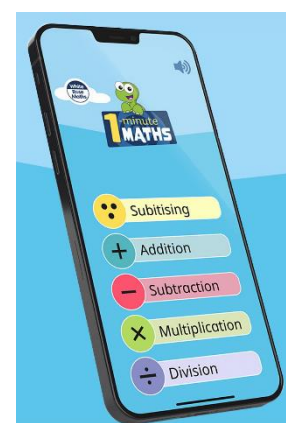 White
Rose
Maths
1 minute
MATHS
Subitising
+ Addition
− Subtraction
× Multiplication
÷ Division